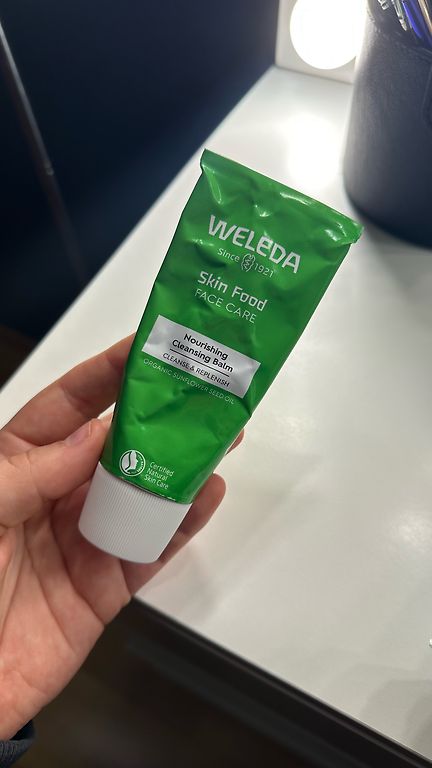 WELEDA
Since 1921
Skin Food
FACE CARE
Nourishing
Cleansing Balm
CLEANSE & REPLENISH
ORGANIC SUNFLOWER SEED OIL
Certified
Natural
Skin Care